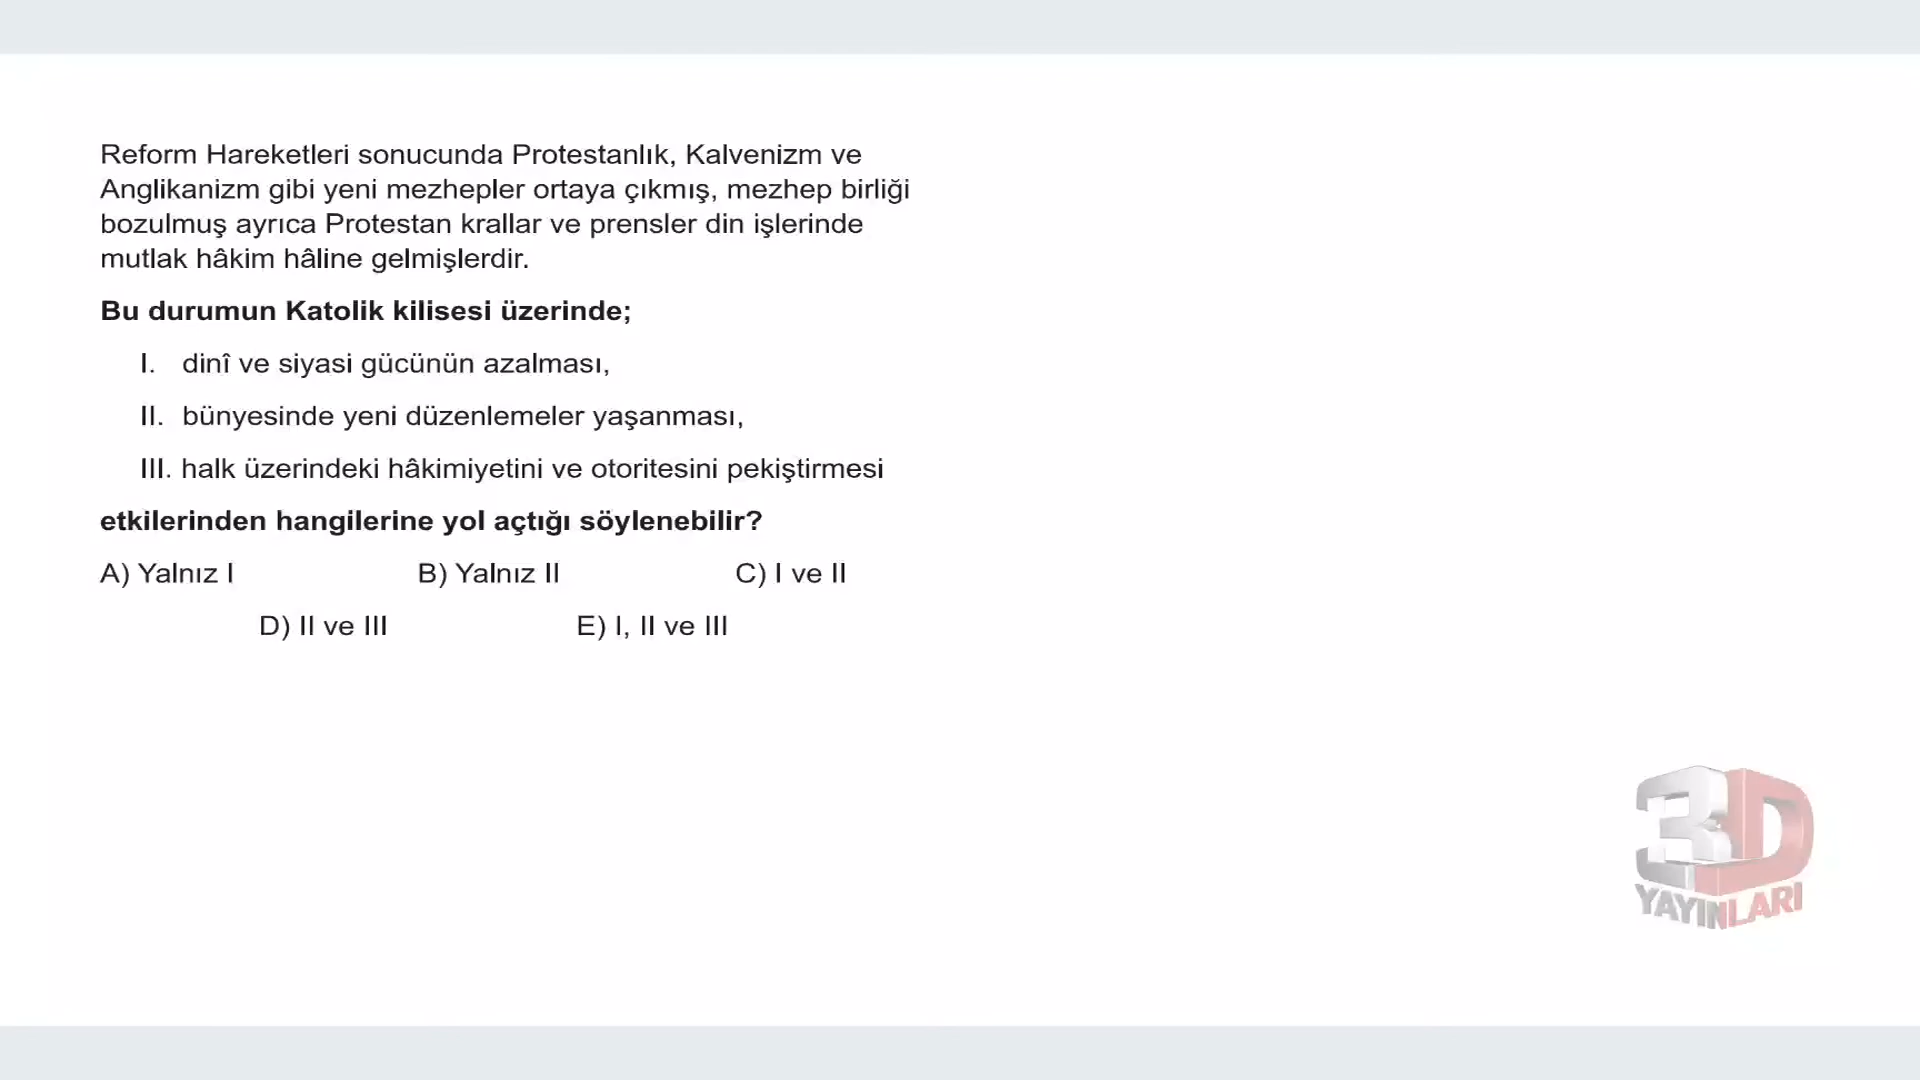 Reform Hareketleri sonucunda Protestanlık, Kalvenizm ve
Anglikanizm gibi yeni mezhepler ortaya çıkmış, mezhep birliği
bozulmuş ayrıca Protestan krallar ve prensler din işlerinde
mutlak hâkim hâline gelmişlerdir.
Bu durumun Katolik kilisesi üzerinde;
I. dinî ve siyasi gücünün azalması,
II. bünyesinde yeni düzenlemeler yaşanması,
III. halk üzerindeki hâkimiyetini ve otoritesini pekiştirmesi
etkilerinden hangilerine yol açtığı söylenebilir?
A) Yalnız I B) Yalnız II C) I ve II
D) II ve III E) I, II ve III
3D
YAYINLARI